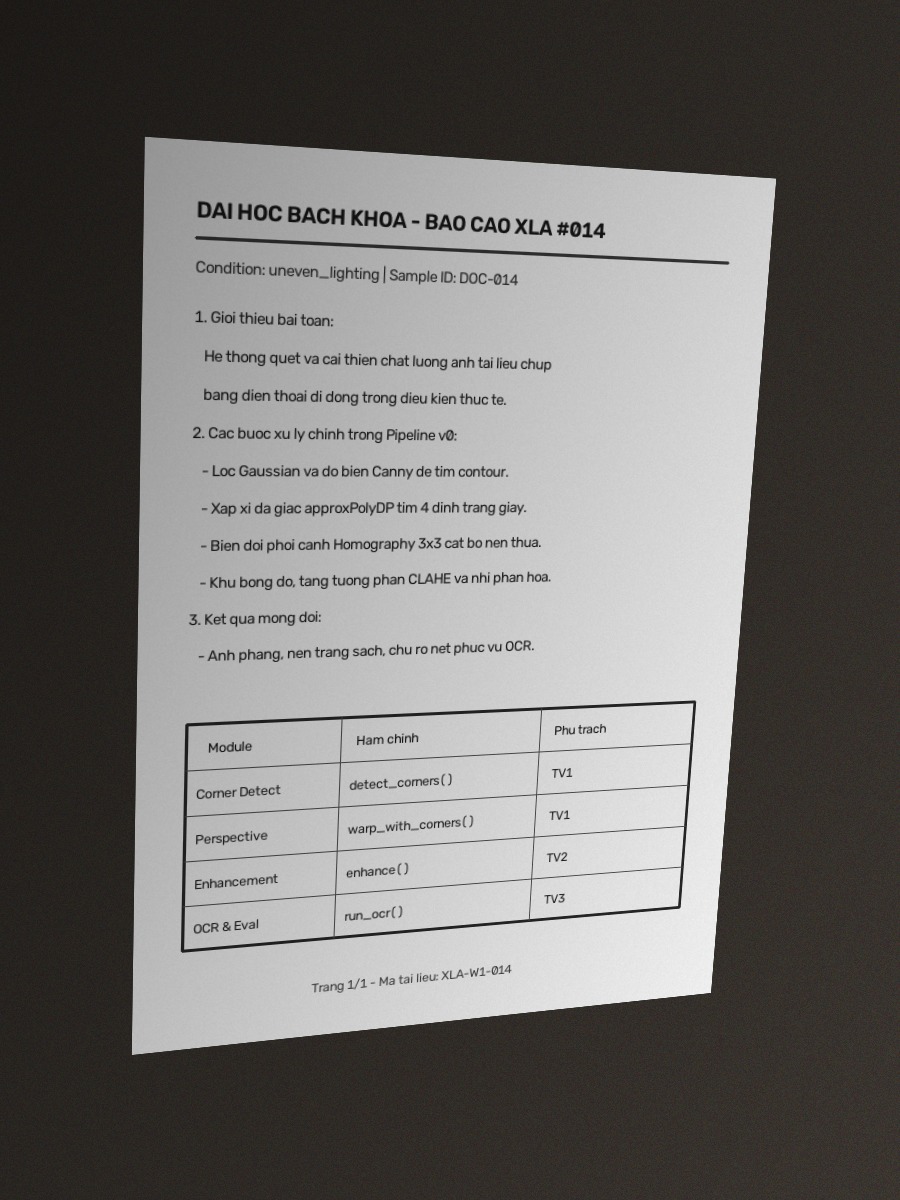 DAI HOC BACH KHOA - BAO CAO XLA #014
Condition: uneven_lighting | Sample ID: DOC-014
1. Gioi thieu bai toan:
He thong quet va cai thien chat luong anh tai lieu chup
bang dien thoai di dong trong dieu kien thuc te.
2. Cac buoc xu ly chinh trong Pipeline v0:
- Loc Gaussian va do bien Canny de tim contour.
- Xap xi da giac approxPolyDP tim 4 dinh trang giay.
- Bien doi phoi canh Homography 3x3 cat bo nen thua.
- Khu bong do, tang tuong phan CLAHE va nhi phan hoa.
3. Ket qua mong doi:
- Anh phang, nen trang sach, chu ro net phuc vu OCR.
Module Ham chinh Phu trach
Corner Detect detect_corners() TV1
Perspective warp_with_corners() TV1
Enhancement enhance() TV2
OCR & Eval run_ocr() TV3
Trang 1/1 - Ma tai lieu: XLA-W1-014